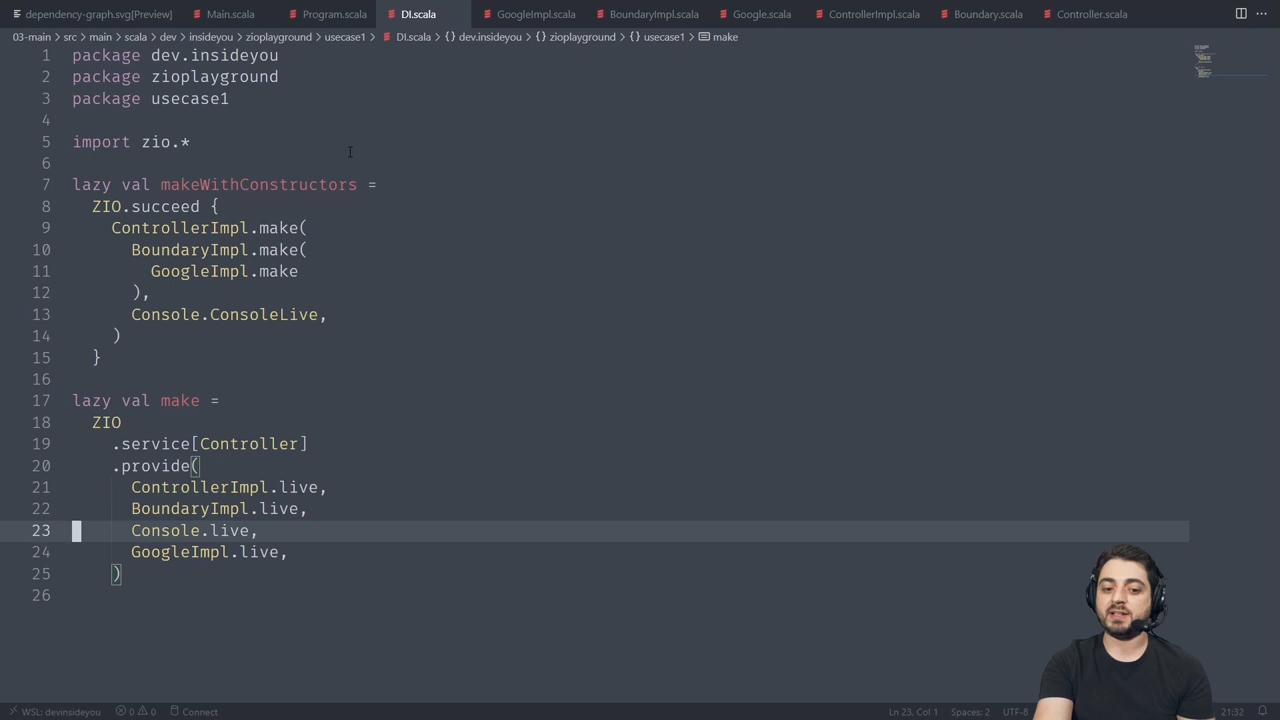 dependency-graph.svg[Preview] Main.scala Program.scala DI.scala GoogleImpl.scala BoundaryImpl.scala Google.scala ControllerImpl.scala Boundary.scala Controller.scala
03-main > src > main > scala > dev > insideyou > zioplayground > usecase1 > DI.scala > {} dev.insideyou > {} zioplayground > {} usecase1 > make
1 package dev.insideyou
2 package zioplayground
3 package usecase1
4
5 import zio.*
6
7 lazy val makeWithConstructors =
8 ZIO.succeed {
9 ControllerImpl.make(
10 BoundaryImpl.make(
11 GoogleImpl.make
12 ),
13 Console.ConsoleLive,
14 )
15 }
16
17 lazy val make =
18 ZIO
19 .service[Controller]
20 .provide(
21 ControllerImpl.live,
22 BoundaryImpl.live,
23 Console.live,
24 GoogleImpl.live,
25 )
26
WSL: devinsideyou 0 0 Connect Ln 23, Col 1 Spaces: 2 UTF-8 21:32